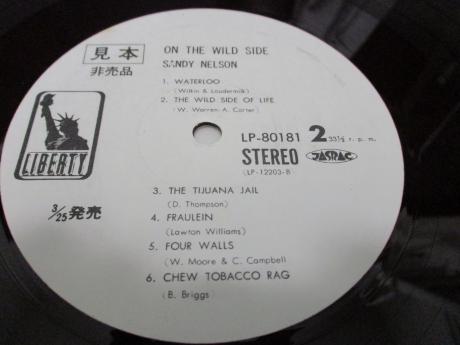 見本
非売品
ON THE WILD SIDE
SANDY NELSON
1. WATERLOO
(Wilkin & Loudermilk)
2. THE WILD SIDE OF LIFE
(W. Warren-A. Carter)
LIBERTY
LP-80181
STEREO
(LP-12203-B)
2
33⅓ r. p. m.
JASRAC
3/25発売
3. THE TIJUANA JAIL
(D. Thompson)
4. FRAULEIN
(Lawton Williams)
5 FOUR WALLS
(W. Moore & C. Campbell)
6. CHEW TOBACCO RAG
(B. Briggs)